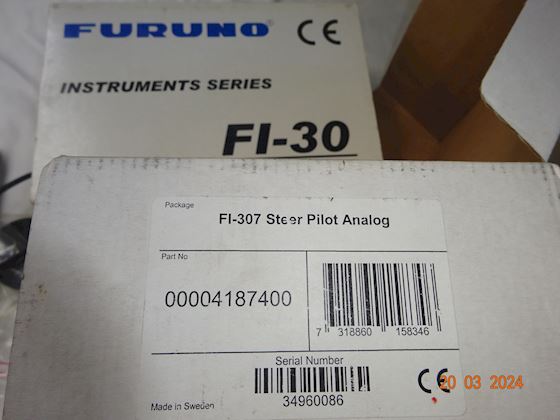 FURUNO® CE
INSTRUMENTS SERIES
FI-30
Package
FI-307 Steer Pilot Analog
Part No
00004187400
7 318860 158346
Serial Number
34960086
CE
Made in Sweden
20 03 2024